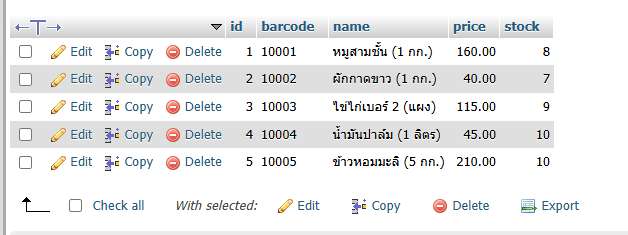 id barcode name price stock
Edit Copy Delete 1 10001 หมูสามชั้น (1 กก.) 160.00 8
Edit Copy Delete 2 10002 ผักกาดขาว (1 กก.) 40.00 7
Edit Copy Delete 3 10003 ไข่ไก่เบอร์ 2 (แผง) 115.00 9
Edit Copy Delete 4 10004 น้ำมันปาล์ม (1 ลิตร) 45.00 10
Edit Copy Delete 5 10005 ข้าวหอมมะลิ (5 กก.) 210.00 10
Check all With selected: Edit Copy Delete Export